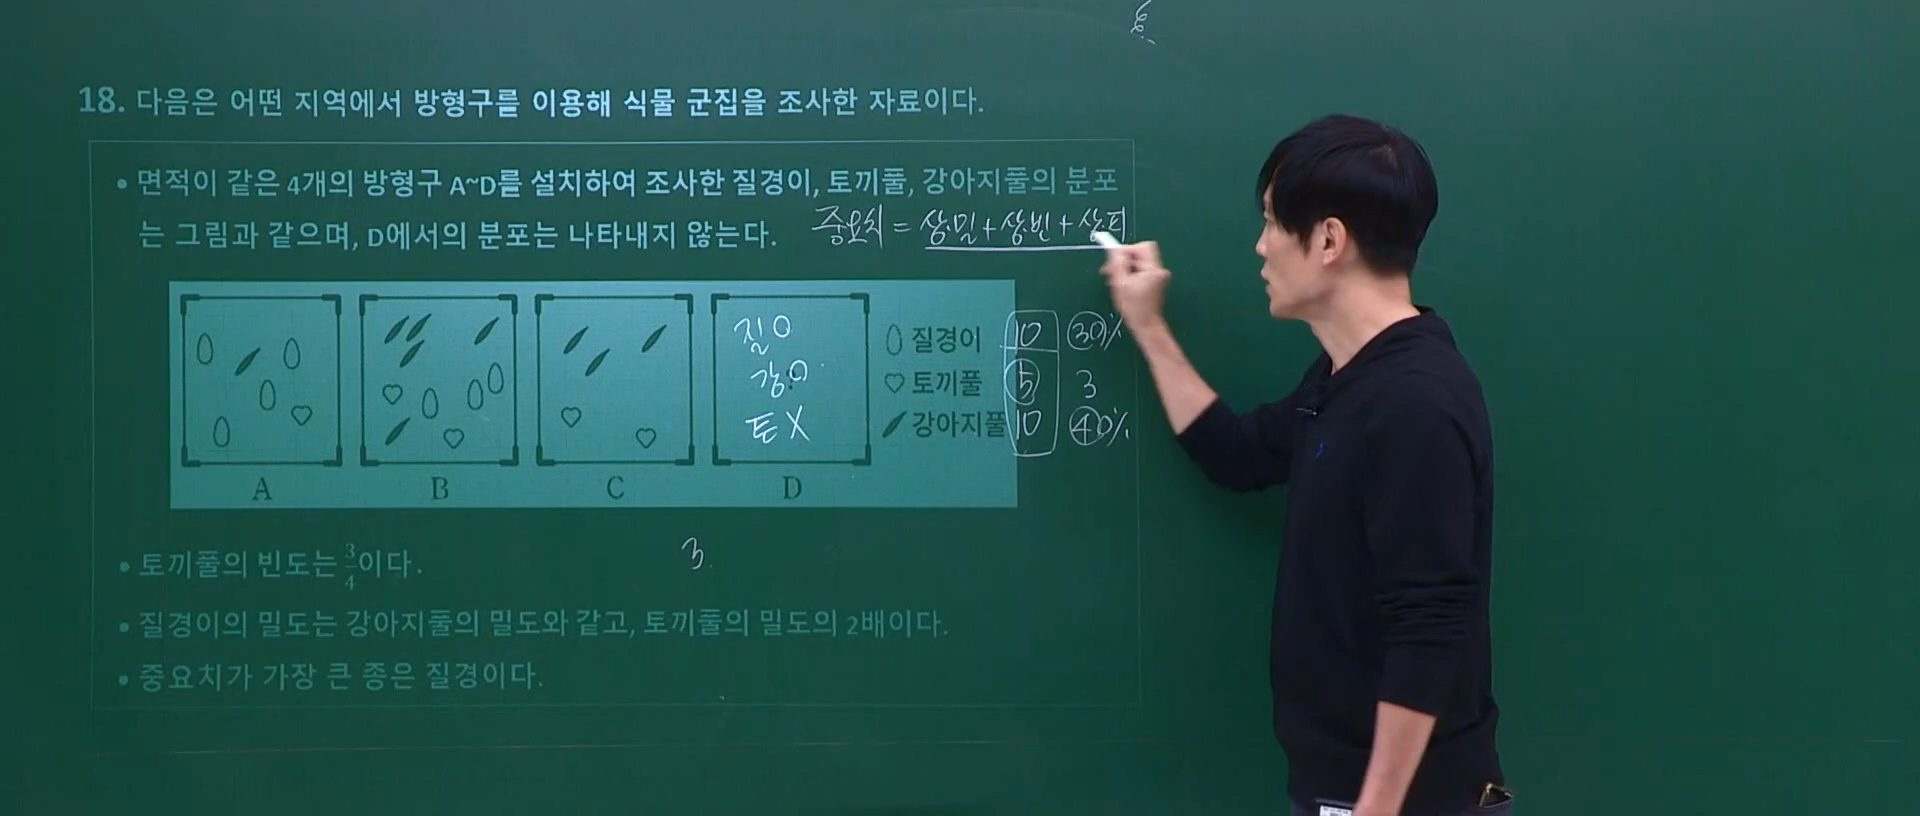 18. 다음은 어떤 지역에서 방형구를 이용해 식물 군집을 조사한 자료이다.
• 면적이 같은 4개의 방형구 A~D를 설치하여 조사한 질경이, 토끼풀, 강아지풀의 분포
는 그림과 같으며, D에서의 분포는 나타내지 않는다.
중요치 = 상.밀 + 상.빈 + 상.피
질 O
강 O
토 X
질경이 10 30%
토끼풀 5 3
강아지풀 10 40%
A B C D
3
• 토끼풀의 빈도는 3/4이다.
• 질경이의 밀도는 강아지풀의 밀도와 같고, 토끼풀의 밀도의 2배이다.
• 중요치가 가장 큰 종은 질경이다.